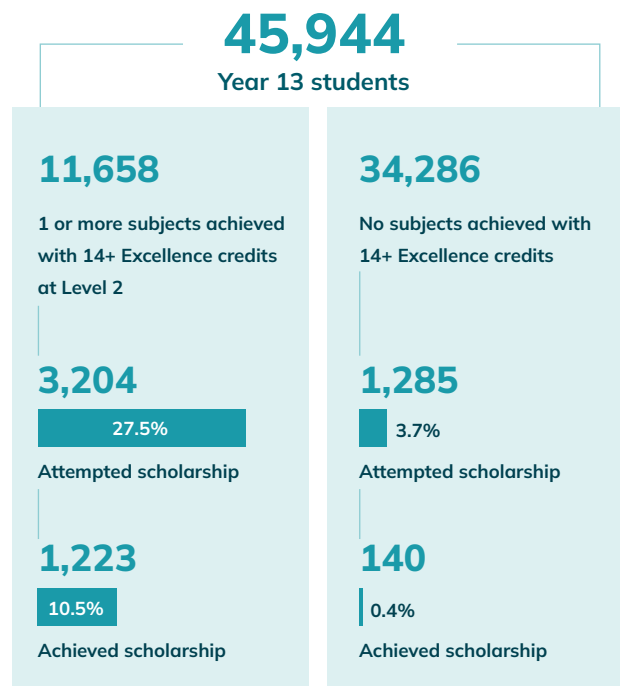 45,944
Year 13 students
11,658
1 or more subjects achieved
with 14+ Excellence credits
at Level 2
3,204
27.5%
Attempted scholarship
1,223
10.5%
Achieved scholarship
34,286
No subjects achieved with
14+ Excellence credits
1,285
3.7%
Attempted scholarship
140
0.4%
Achieved scholarship